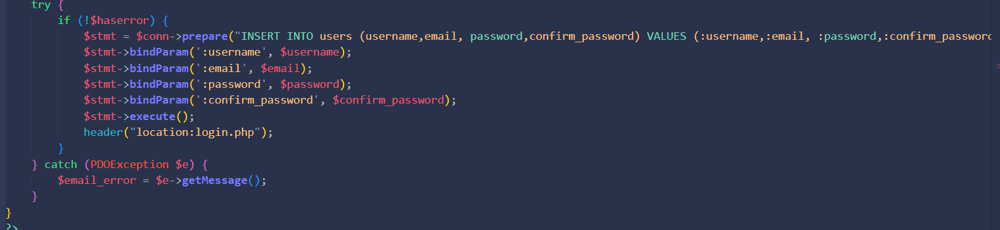 try {
if (!$haserror) {
$stmt = $conn->prepare("INSERT INTO users (username,email, password,confirm_password) VALUES (:username,:email, :password,:confirm_password
$stmt->bindParam(':username', $username);
$stmt->bindParam(':email', $email);
$stmt->bindParam(':password', $password);
$stmt->bindParam(':confirm_password', $confirm_password);
$stmt->execute();
header("location:login.php");
}
} catch (PDOException $e) {
$email_error = $e->getMessage();
}
}
?>